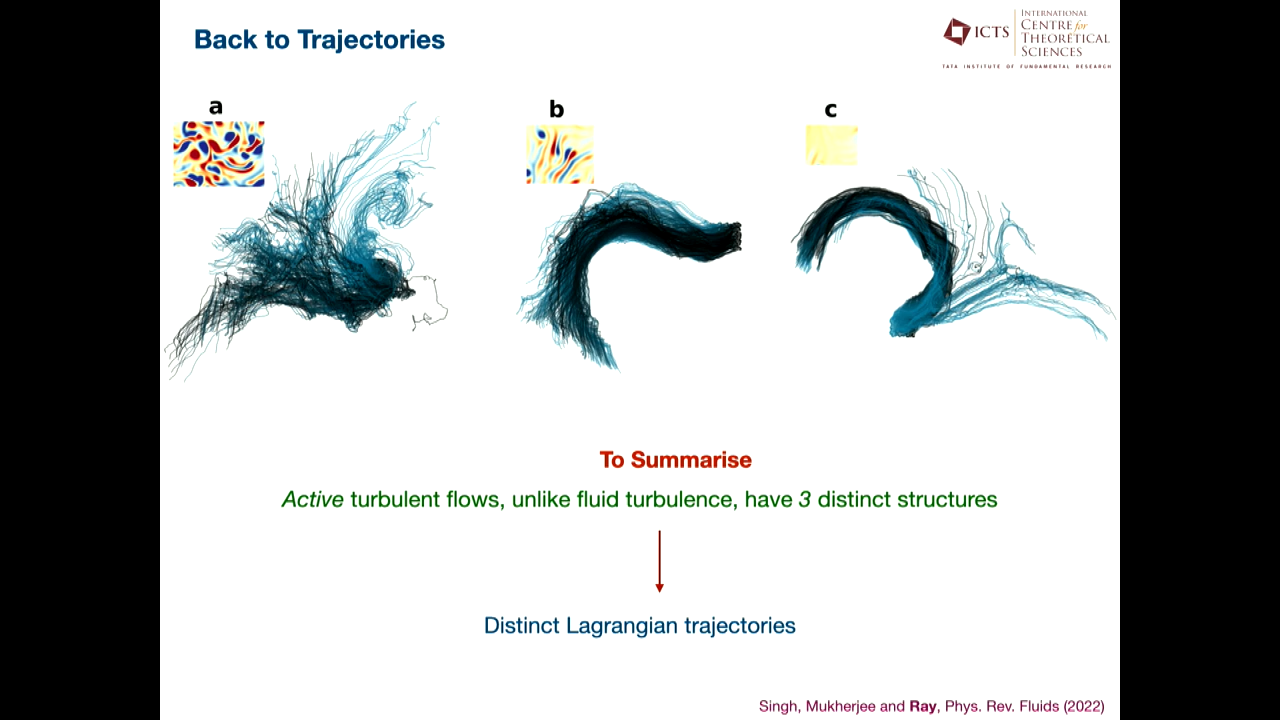 Back to Trajectories
ICTS
INTERNATIONAL
CENTRE for
THEORETICAL
SCIENCES
TATA INSTITUTE OF FUNDAMENTAL RESEARCH
a
b
c
To Summarise
Active turbulent flows, unlike fluid turbulence, have 3 distinct structures
Distinct Lagrangian trajectories
Singh, Mukherjee and Ray, Phys. Rev. Fluids (2022)